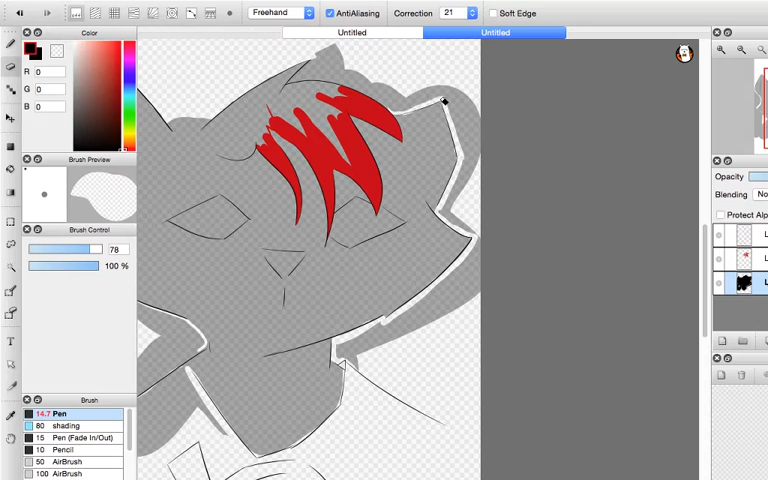 Freehand AntiAliasing Correction 21 Soft Edge
Untitled Untitled
Color
R 0
G 0
B 0
Brush Preview
Brush Control
78
100 %
Brush
14.7 Pen
80 shading
15 Pen (Fade In/Out)
10 Pencil
50 AirBrush
100 AirBrush
T
Opacity
Blending
Protect